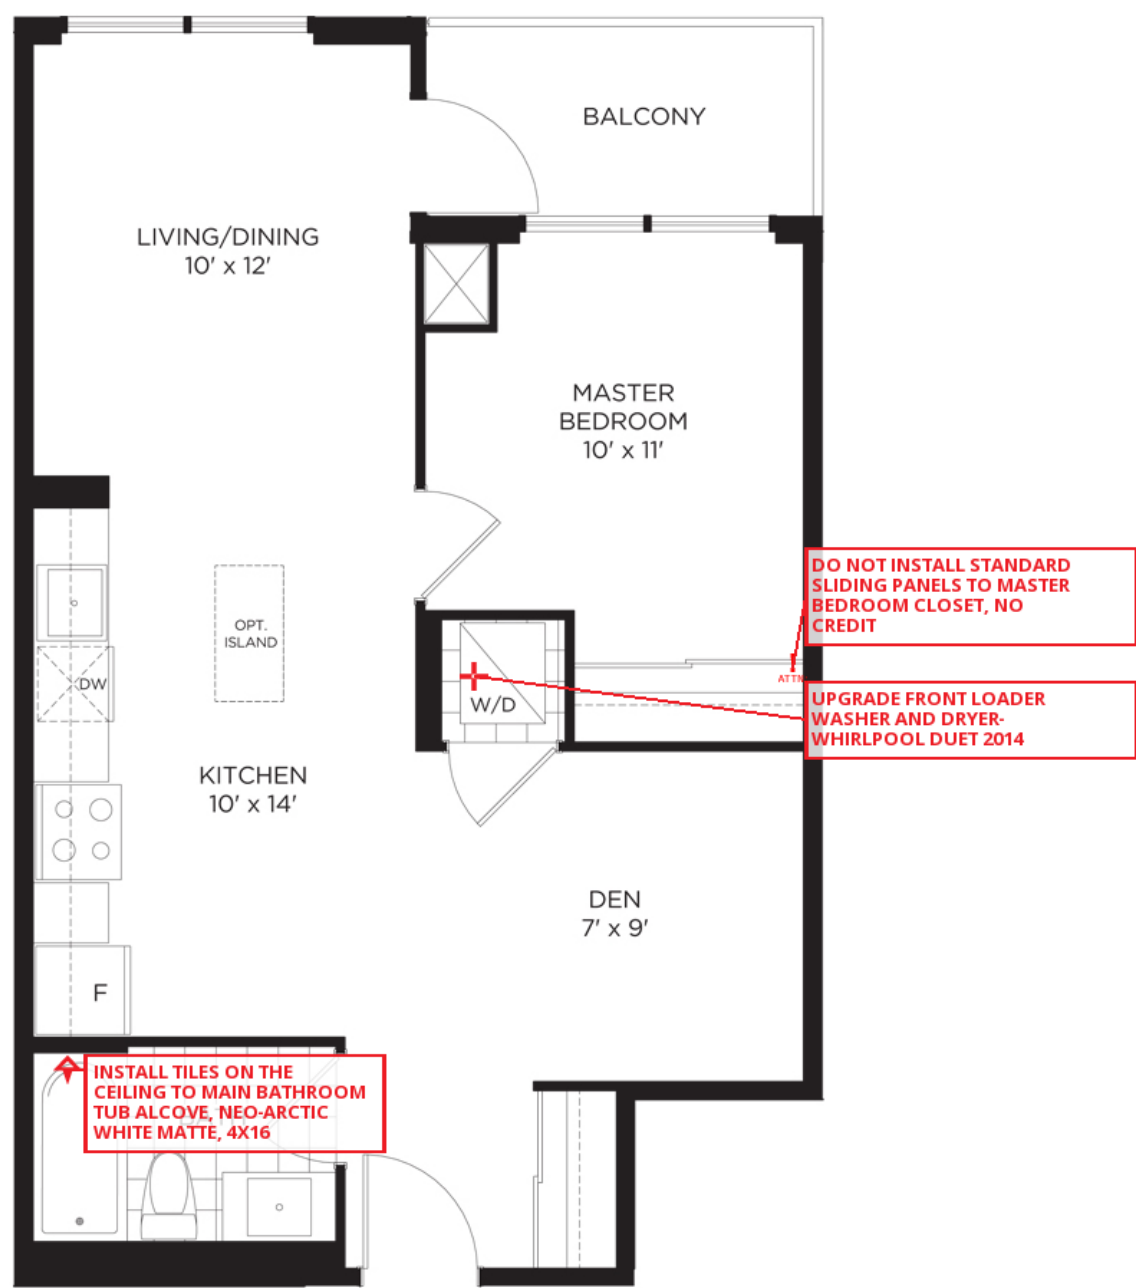 BALCONY
LIVING/DINING
10' x 12'
MASTER
BEDROOM
10' x 11'
DO NOT INSTALL STANDARD
SLIDING PANELS TO MASTER
BEDROOM CLOSET, NO
CREDIT
OPT.
ISLAND
ATTN
DW
W/D
UPGRADE FRONT LOADER
WASHER AND DRYER-
WHIRLPOOL DUET 2014
KITCHEN
10' x 14'
DEN
7' x 9'
F
INSTALL TILES ON THE
CEILING TO MAIN BATHROOM
TUB ALCOVE, NEO-ARCTIC
WHITE MATTE, 4X16